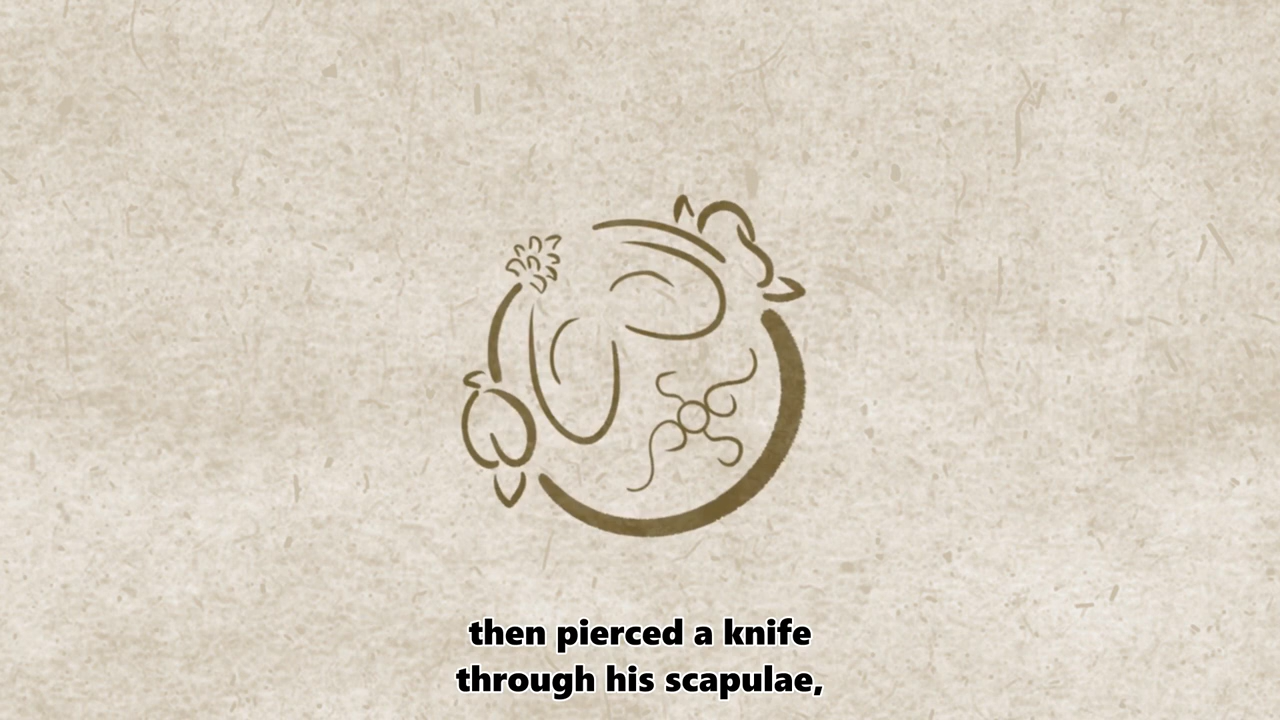 then pierced a knife
through his scapulae,